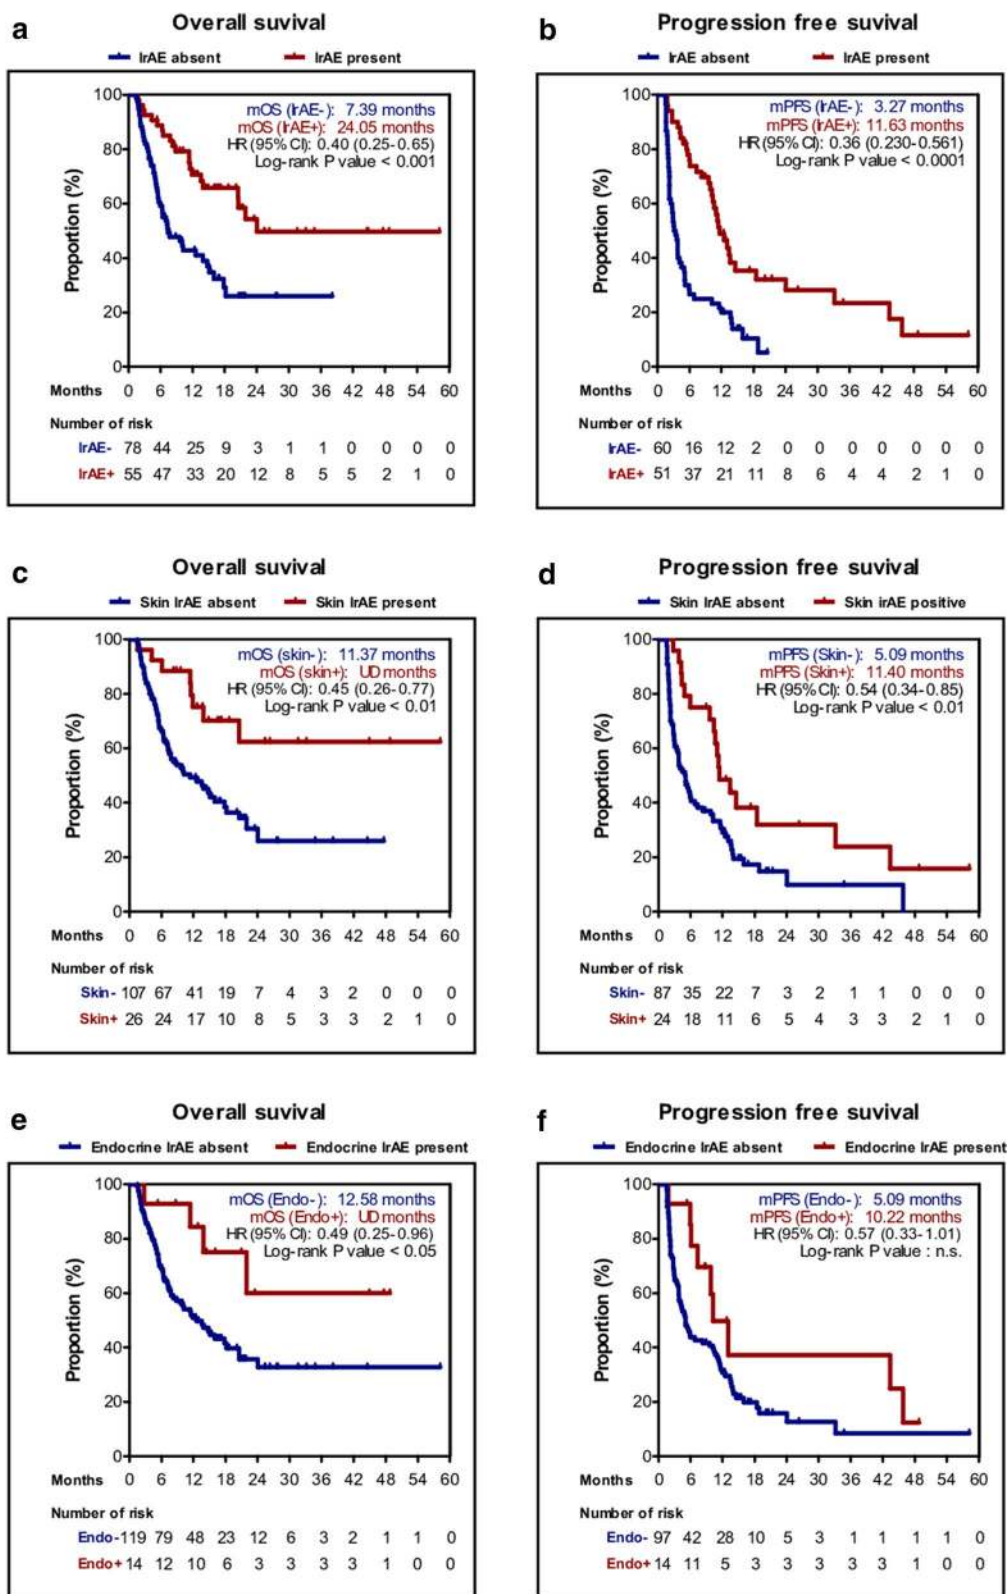 a
Overall suvival
IrAE absent IrAE present
100
80
60
40
20
0
Proportion (%)
mOS (IrAE-): 7.39 months
mOS (IrAE+): 24.05 months
HR (95% CI): 0.40 (0.25-0.65)
Log-rank P value < 0.001
Months 0 6 12 18 24 30 36 42 48 54 60
Number of risk
IrAE- 78 44 25 9 3 1 1 0 0 0 0
IrAE+ 55 47 33 20 12 8 5 5 2 1 0
b
Progression free suvival
IrAE absent IrAE present
100
80
60
40
20
0
Proportion (%)
mPFS (IrAE-): 3.27 months
mPFS (IrAE+): 11.63 months
HR (95% CI): 0.36 (0.230-0.561)
Log-rank P value < 0.0001
Months 0 6 12 18 24 30 36 42 48 54 60
Number of risk
IrAE- 60 16 12 2 0 0 0 0 0 0 0
IrAE+ 51 37 21 11 8 6 4 4 2 1 0
c
Overall suvival
Skin IrAE absent Skin IrAE present
100
80
60
40
20
0
Proportion (%)
mOS (skin-): 11.37 months
mOS (skin+): UD months
HR (95% CI): 0.45 (0.26-0.77)
Log-rank P value < 0.01
Months 0 6 12 18 24 30 36 42 48 54 60
Number of risk
Skin- 107 67 41 19 7 4 3 2 0 0 0
Skin+ 26 24 17 10 8 5 3 3 2 1 0
d
Progression free suvival
Skin IrAE absent Skin irAE positive
100
80
60
40
20
0
Proportion (%)
mPFS (Skin-): 5.09 months
mPFS (Skin+): 11.40 months
HR (95% CI): 0.54 (0.34-0.85)
Log-rank P value < 0.01
Months 0 6 12 18 24 30 36 42 48 54 60
Number of risk
Skin- 87 35 22 7 3 2 1 1 0 0 0
Skin+ 24 18 11 6 5 4 3 3 2 1 0
e
Overall suvival
Endocrine IrAE absent Endocrine IrAE present
100
80
60
40
20
0
Proportion (%)
mOS (Endo-): 12.58 months
mOS (Endo+): UD months
HR (95% CI): 0.49 (0.25-0.96)
Log-rank P value < 0.05
Months 0 6 12 18 24 30 36 42 48 54 60
Number of risk
Endo- 119 79 48 23 12 6 3 2 1 1 0
Endo+ 14 12 10 6 3 3 3 3 1 0 0
f
Progression free suvival
Endocrine IrAE absent Endocrine IrAE present
100
80
60
40
20
0
Proportion (%)
mPFS (Endo-): 5.09 months
mPFS (Endo+): 10.22 months
HR (95% CI): 0.57 (0.33-1.01)
Log-rank P value : n.s.
Months 0 6 12 18 24 30 36 42 48 54 60
Number of risk
Endo- 97 42 28 10 5 3 1 1 1 1 0
Endo+ 14 11 5 3 3 3 3 3 1 0 0